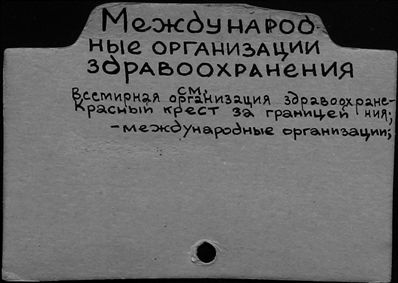 Международ-
ные организации
здравоохранения
см.
Всемирная организация здравоохране-
ния;
Красный крест за границей
-международные организации;